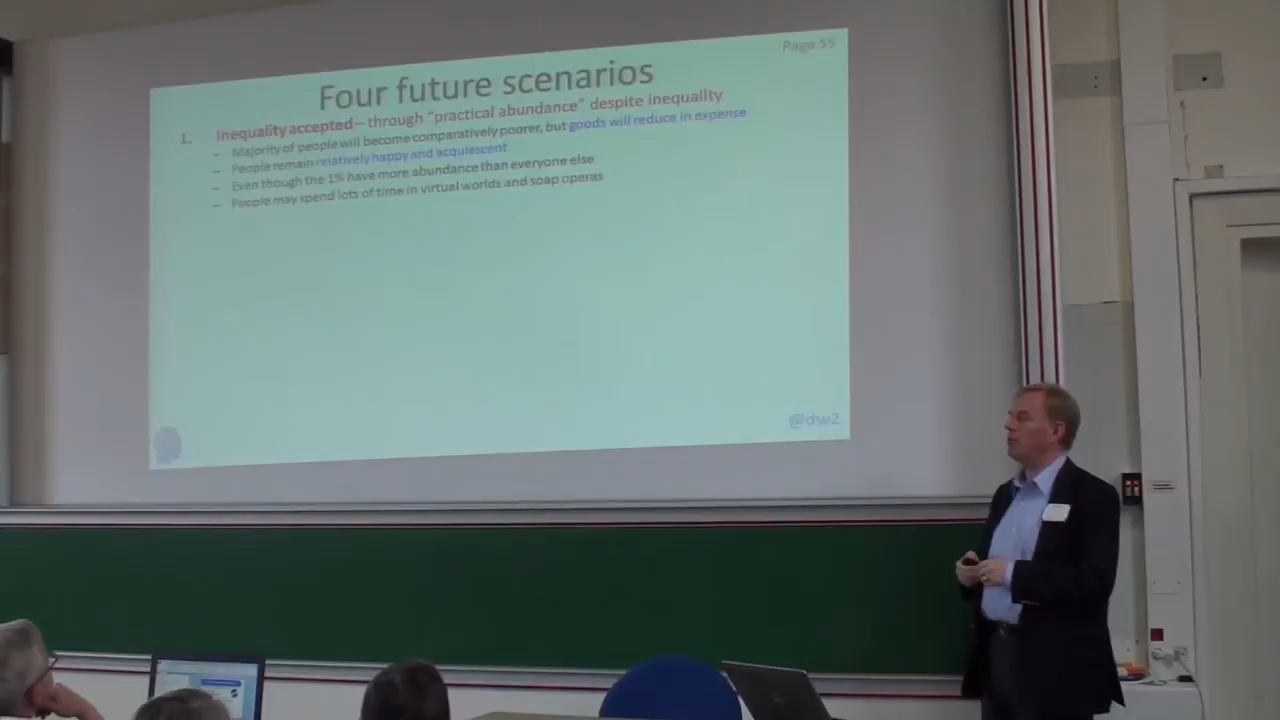 Page 55
Four future scenarios
1. Inequality accepted – through “practical abundance” despite inequality
– Majority of people will become comparatively poorer, but goods will reduce in expense
– People remain relatively happy and acquiescent
– Even though the 1% have more abundance than everyone else
– People may spend lots of time in virtual worlds and soap operas
@dw2